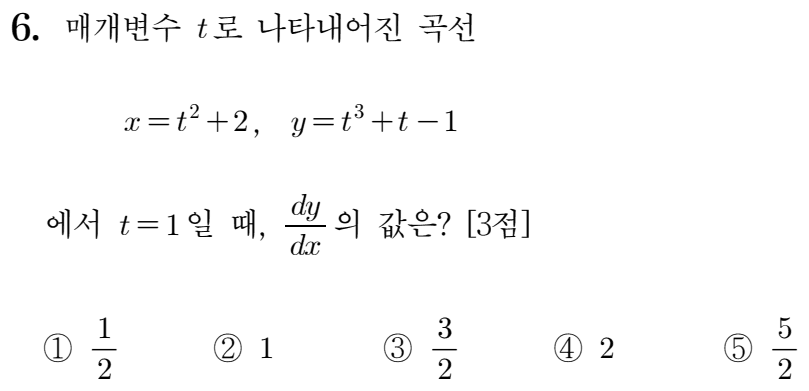 6. 매개변수 t로 나타내어진 곡선
x=t²+2, y=t³+t-1
에서 t=1일 때, dy/dx의 값은? [3점]
① 1/2 ② 1 ③ 3/2 ④ 2 ⑤ 5/2